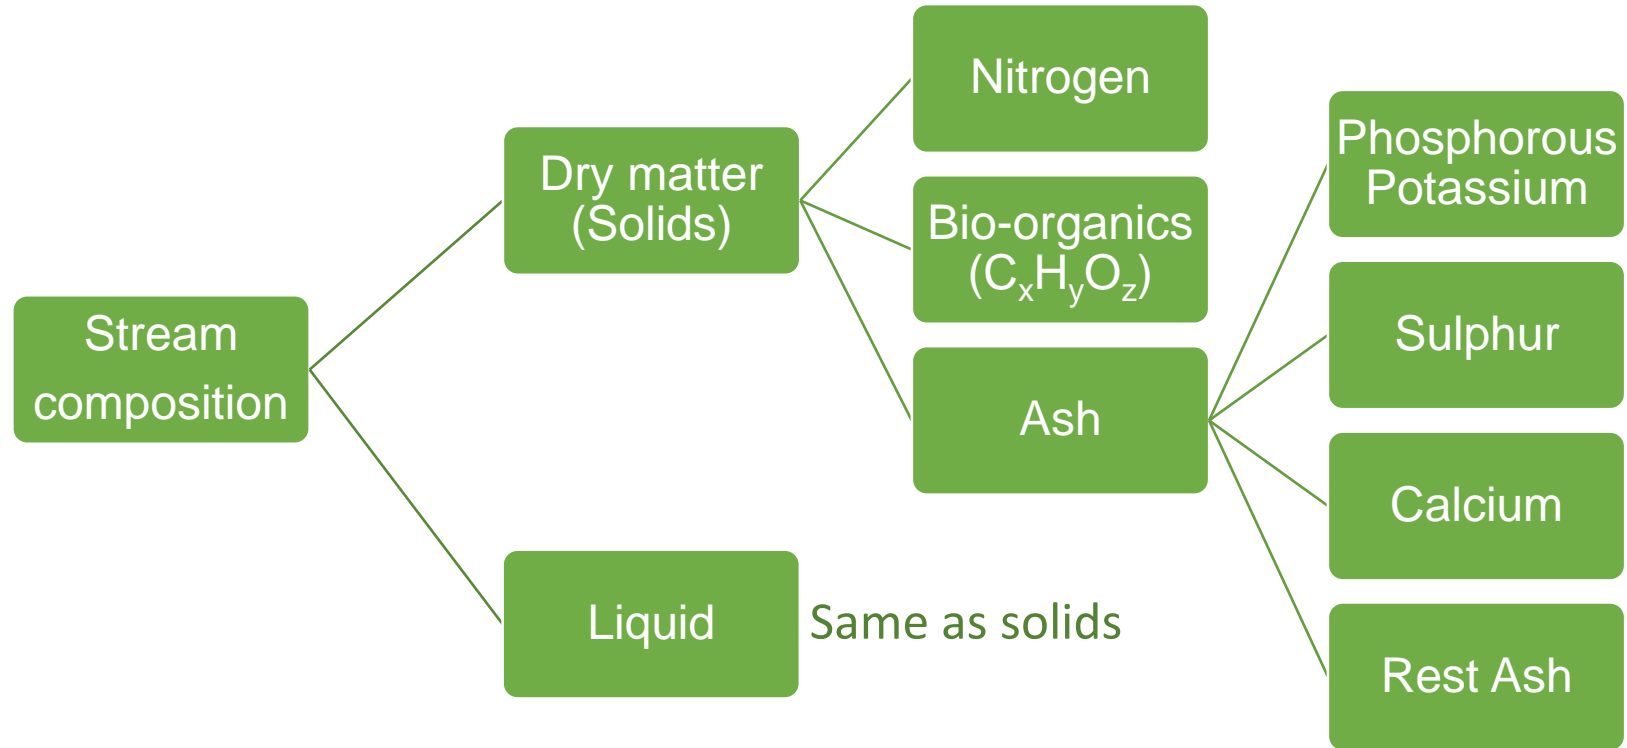 Stream
composition
Dry matter
(Solids)
Liquid
Same as solids
Nitrogen
Bio-organics
(CₓHᵧO_z)
Ash
Phosphorous
Potassium
Sulphur
Calcium
Rest Ash